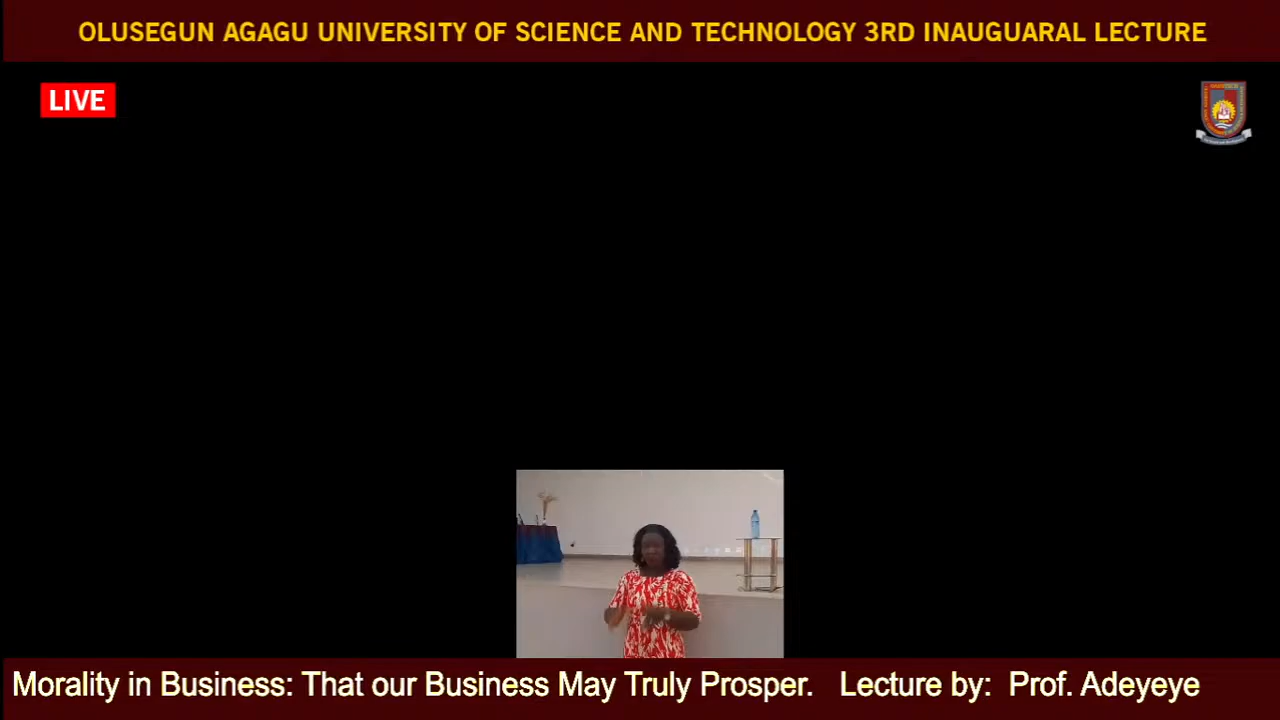 OLUSEGUN AGAGU UNIVERSITY OF SCIENCE AND TECHNOLOGY 3RD INAUGUARAL LECTURE
LIVE
Morality in Business: That our Business May Truly Prosper. Lecture by: Prof. Adeyeye